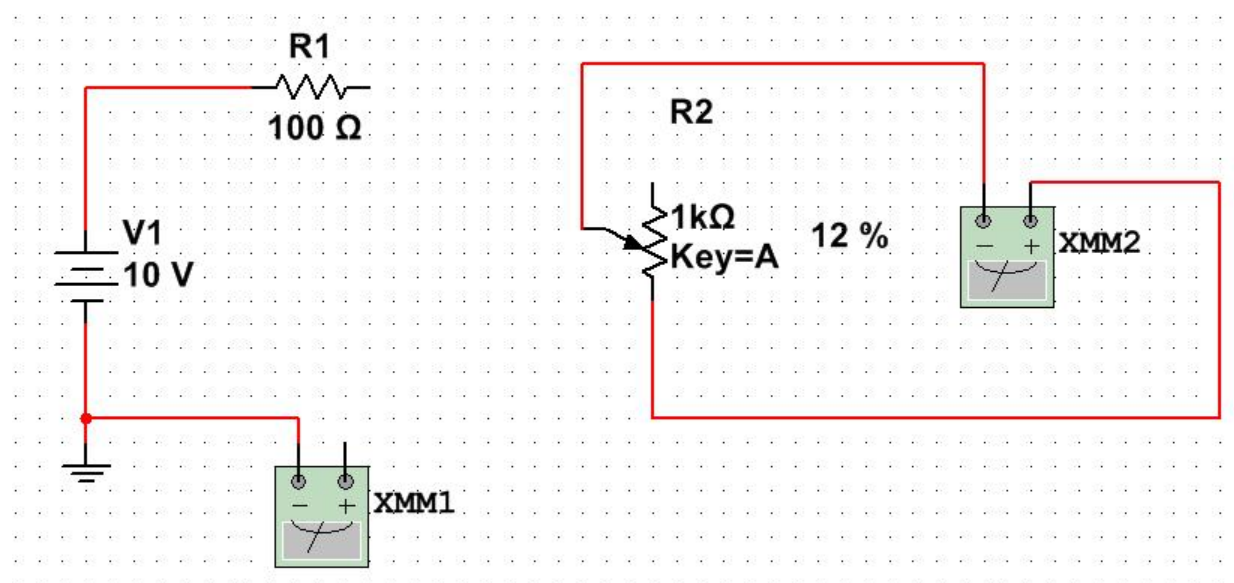 R1
100 Ω
R2
V1
10 V
1kΩ
Key=A
12 %
− +
XMM2
− +
XMM1